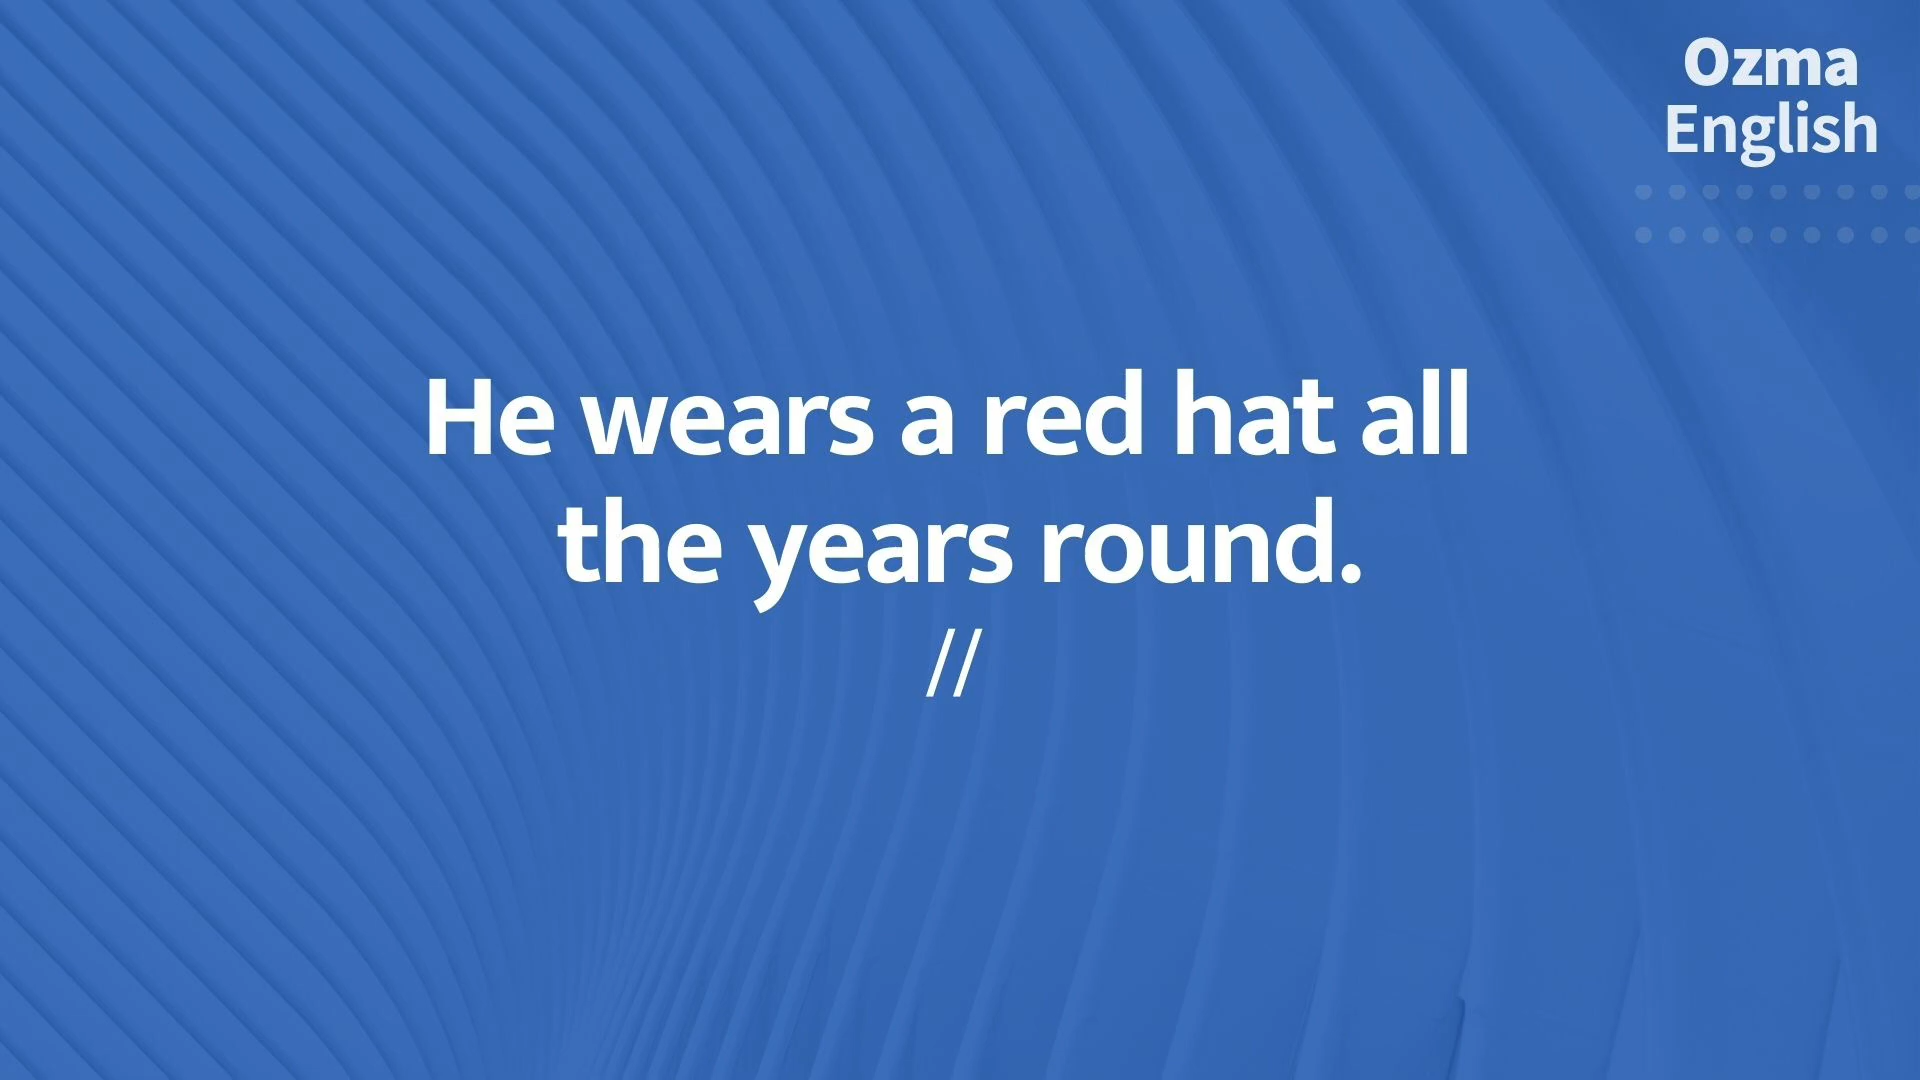 Ozma
English
He wears a red hat all
the years round.
//